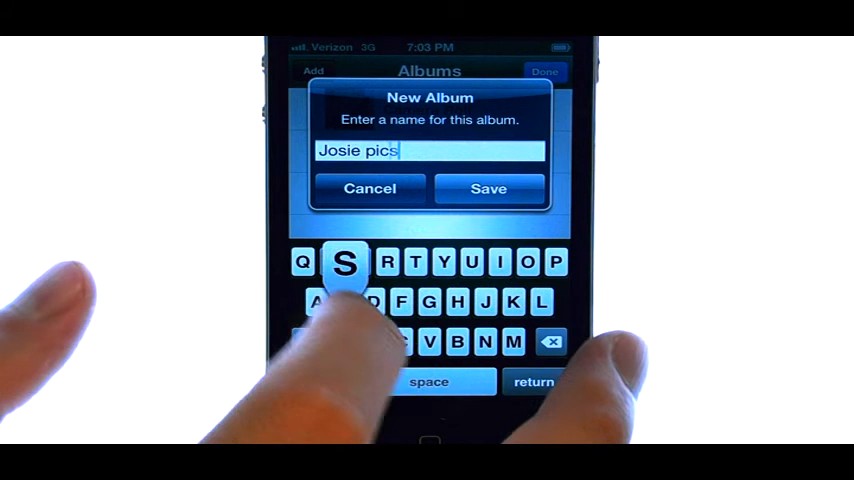 Verizon 3G 7:03 PM
Add Albums Done
New Album
Enter a name for this album.
Josie pics
Cancel Save
Q S R T Y U I O P
A D F G H J K L
V B N M
space return